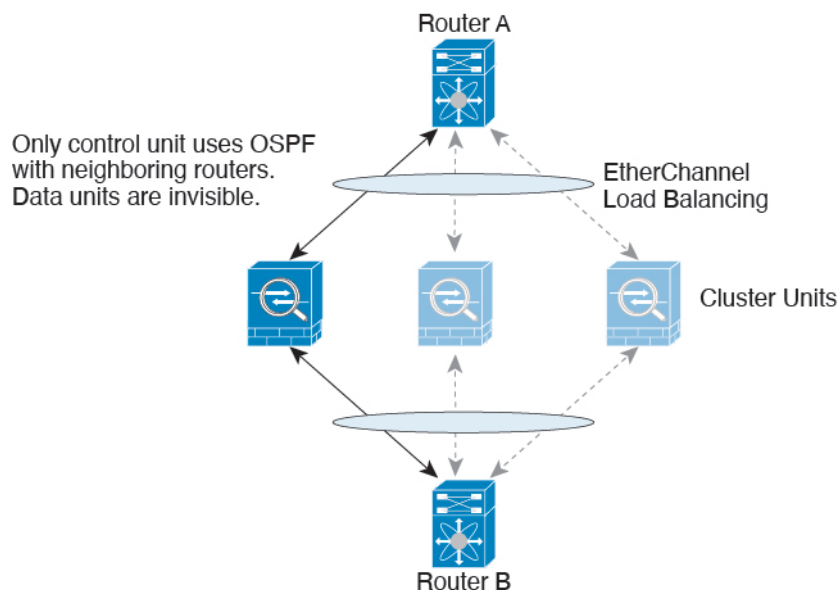 Router A
Only control unit uses OSPF
with neighboring routers.
Data units are invisible.
EtherChannel
Load Balancing
Cluster Units
Router B